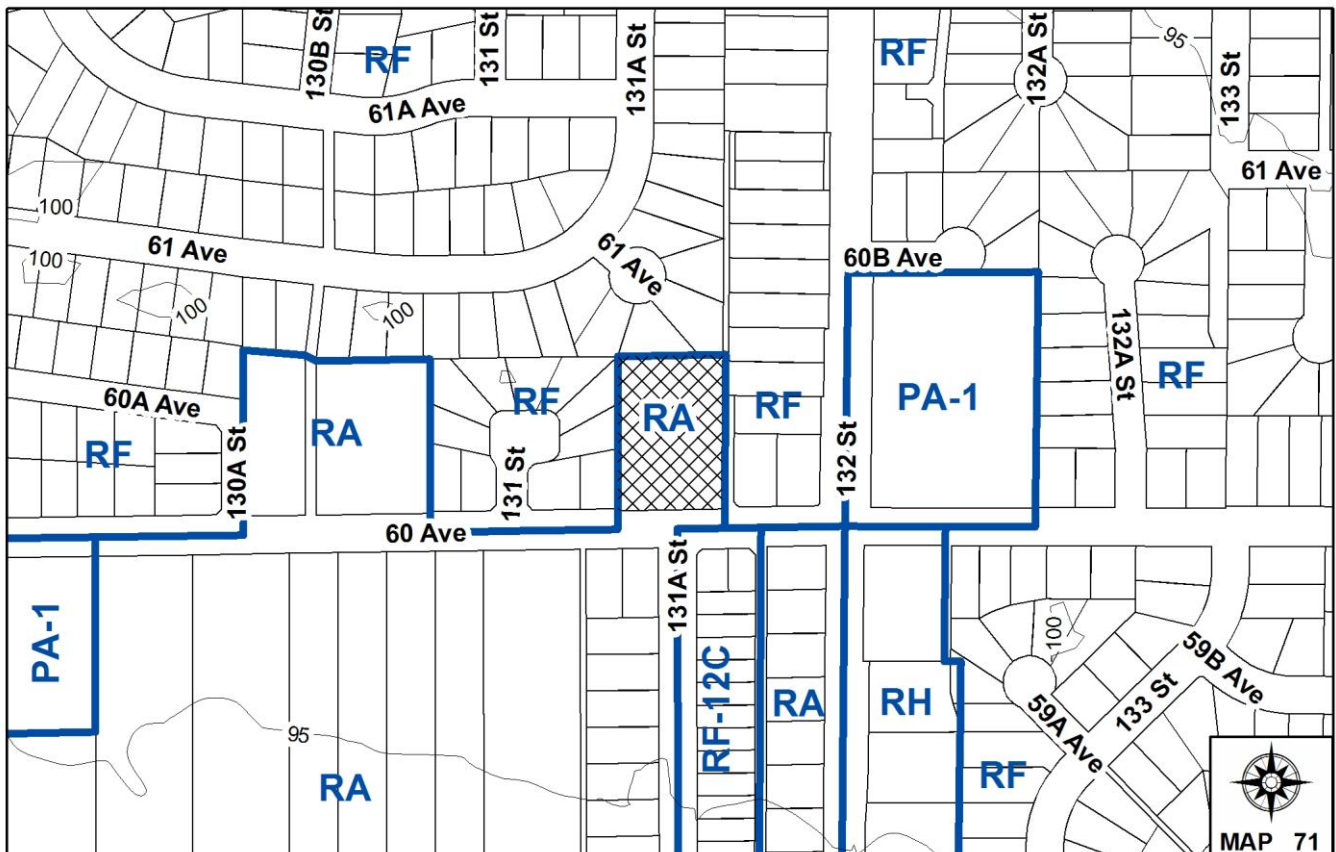 130B St
RF
131 St
131A St
RF
132A St
95
133 St
61A Ave
61 Ave
100
61 Ave
61 Ave
100
100
100
60B Ave
60A Ave
RF
130A St
RA
RF
131 St
RA
RF
132 St
PA-1
132A St
RF
60 Ave
PA-1
95
RA
131A St
RF-12C
RA
RH
100
59A Ave
133 St
59B Ave
RF
MAP 71